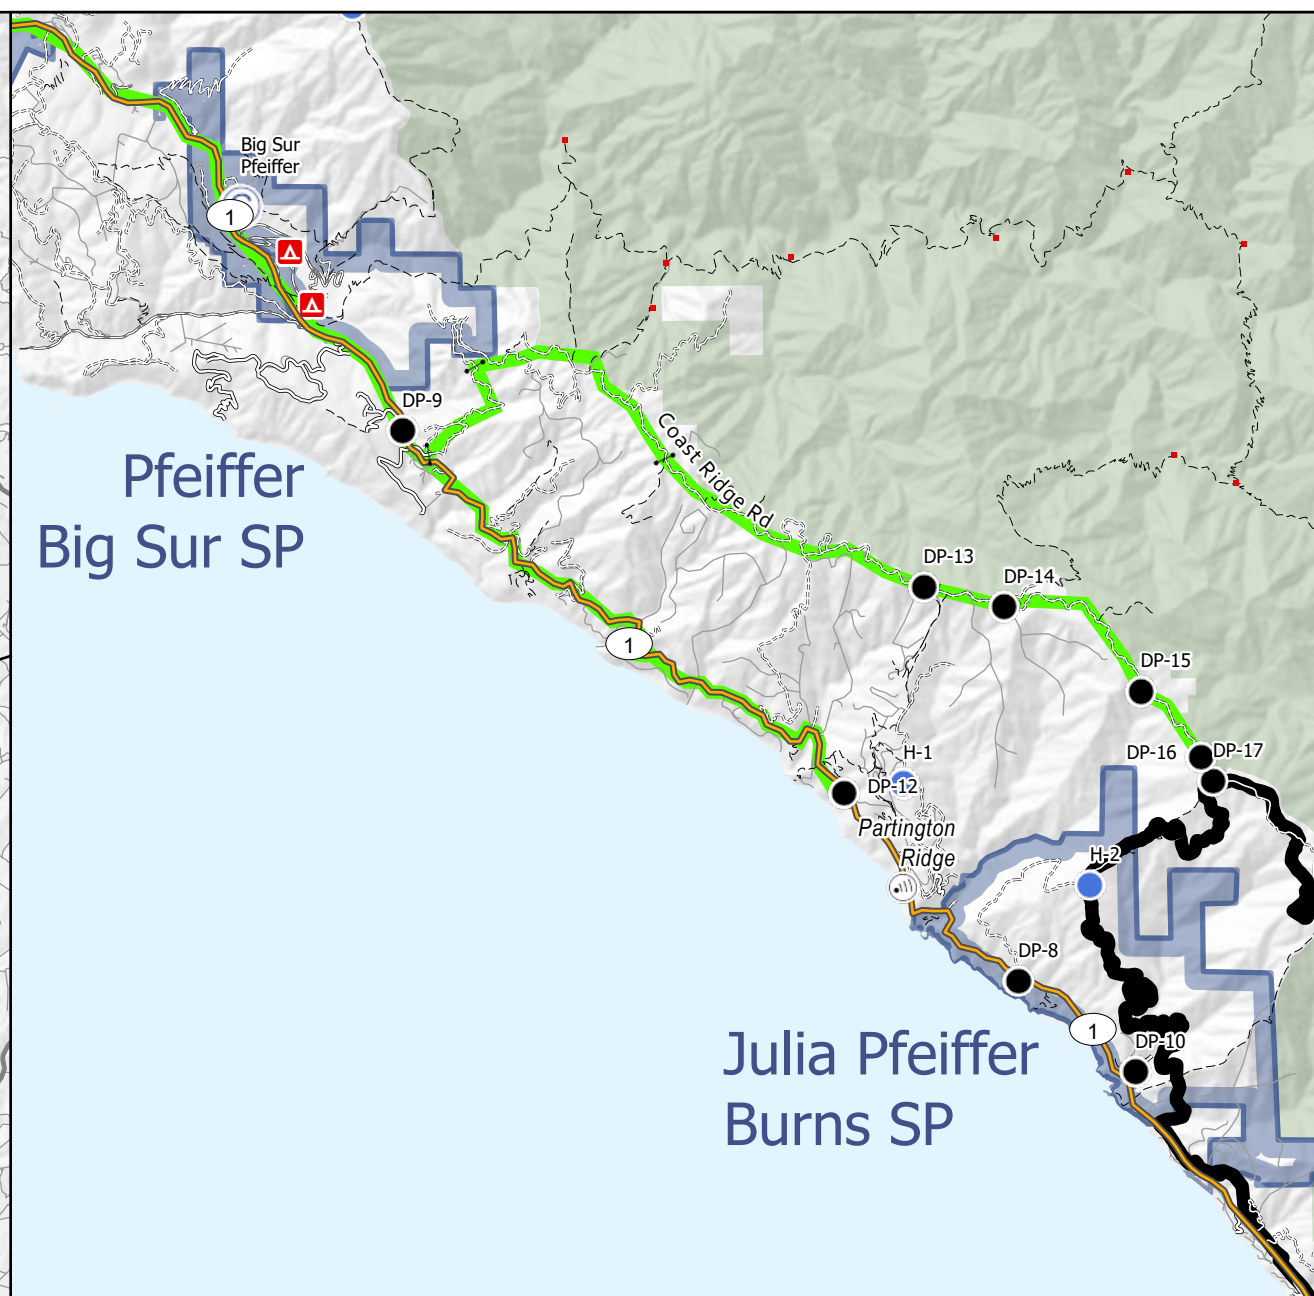 Big Sur
Pfeiffer
1
DP-9
Pfeiffer
Big Sur SP
Coast Ridge Rd
DP-13
DP-14
1
DP-15
DP-16
DP-17
H-1
DP-12
Partington
Ridge
H-2
DP-8
1
DP-10
Julia Pfeiffer
Burns SP